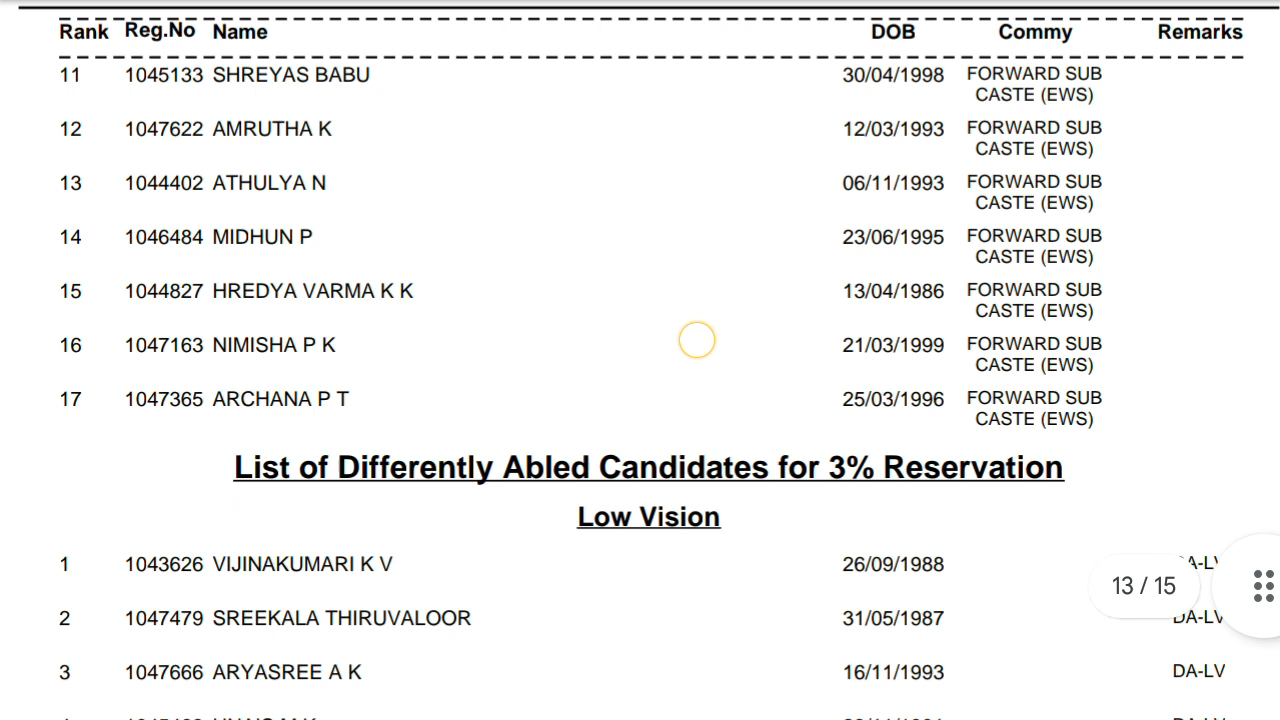 Rank Reg.No Name DOB Commy Remarks
11 1045133 SHREYAS BABU 30/04/1998 FORWARD SUB
CASTE (EWS)
12 1047622 AMRUTHA K 12/03/1993 FORWARD SUB
CASTE (EWS)
13 1044402 ATHULYA N 06/11/1993 FORWARD SUB
CASTE (EWS)
14 1046484 MIDHUN P 23/06/1995 FORWARD SUB
CASTE (EWS)
15 1044827 HREDYA VARMA K K 13/04/1986 FORWARD SUB
CASTE (EWS)
16 1047163 NIMISHA P K 21/03/1999 FORWARD SUB
CASTE (EWS)
17 1047365 ARCHANA P T 25/03/1996 FORWARD SUB
CASTE (EWS)
List of Differently Abled Candidates for 3% Reservation
Low Vision
1 1043626 VIJINAKUMARI K V 26/09/1988
13 / 15
2 1047479 SREEKALA THIRUVALOOR 31/05/1987 DA-LV
3 1047666 ARYASREE A K 16/11/1993 DA-LV